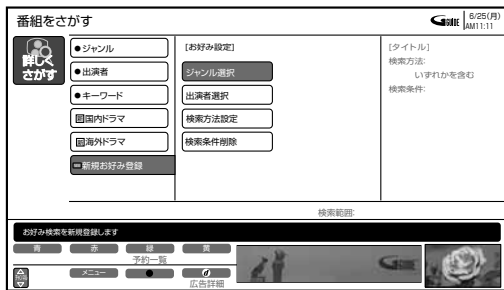 番組をさがす
GUIDE
6/25(月)
AM11:11
詳しく
さがす
●ジャンル
●出演者
●キーワード
国内ドラマ
海外ドラマ
新規お好み登録
[お好み設定]
ジャンル選択
出演者選択
検索方法設定
検索条件削除
[タイトル]
検索方法:
いずれかを含む
検索条件:
検索範囲:
お好み検索を新規登録します
青 赤 緑 黄
予約一覧
メニュー ● d
広告詳細